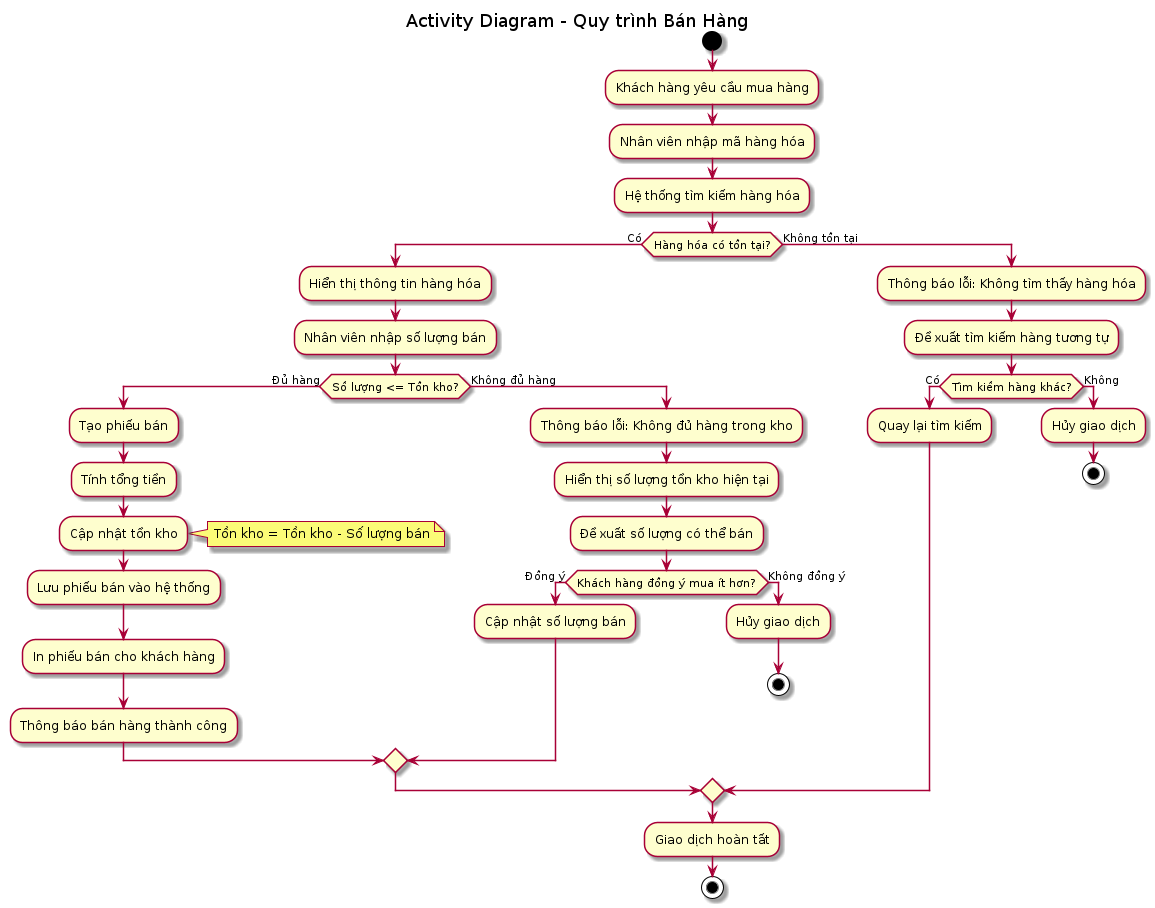 Activity Diagram - Quy trình Bán Hàng
Khách hàng yêu cầu mua hàng
Nhân viên nhập mã hàng hóa
Hệ thống tìm kiếm hàng hóa
Có
Hàng hóa có tồn tại?
Không tồn tại
Hiển thị thông tin hàng hóa
Nhân viên nhập số lượng bán
Đủ hàng
Số lượng <= Tồn kho?
Không đủ hàng
Tạo phiếu bán
Tính tổng tiền
Cập nhật tồn kho
Tồn kho = Tồn kho - Số lượng bán
Lưu phiếu bán vào hệ thống
In phiếu bán cho khách hàng
Thông báo bán hàng thành công
Thông báo lỗi: Không đủ hàng trong kho
Hiển thị số lượng tồn kho hiện tại
Đề xuất số lượng có thể bán
Đồng ý
Khách hàng đồng ý mua ít hơn?
Không đồng ý
Cập nhật số lượng bán
Hủy giao dịch
Thông báo lỗi: Không tìm thấy hàng hóa
Đề xuất tìm kiếm hàng tương tự
Có
Tìm kiếm hàng khác?
Không
Quay lại tìm kiếm
Hủy giao dịch
Giao dịch hoàn tất